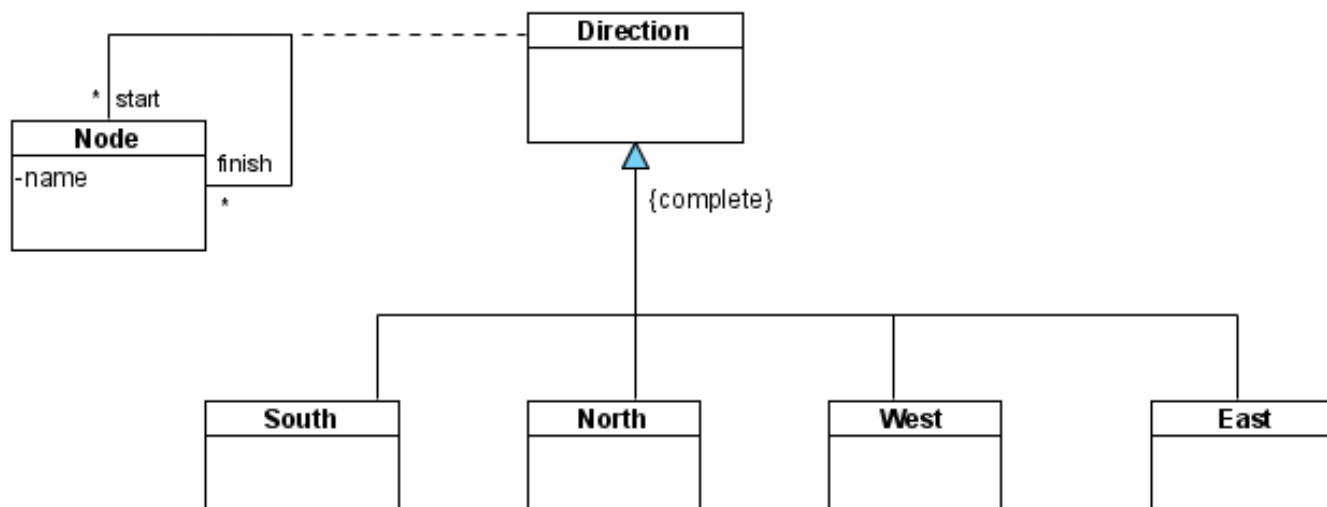 Direction
* start
Node
-name
finish
*
{complete}
South
North
West
East